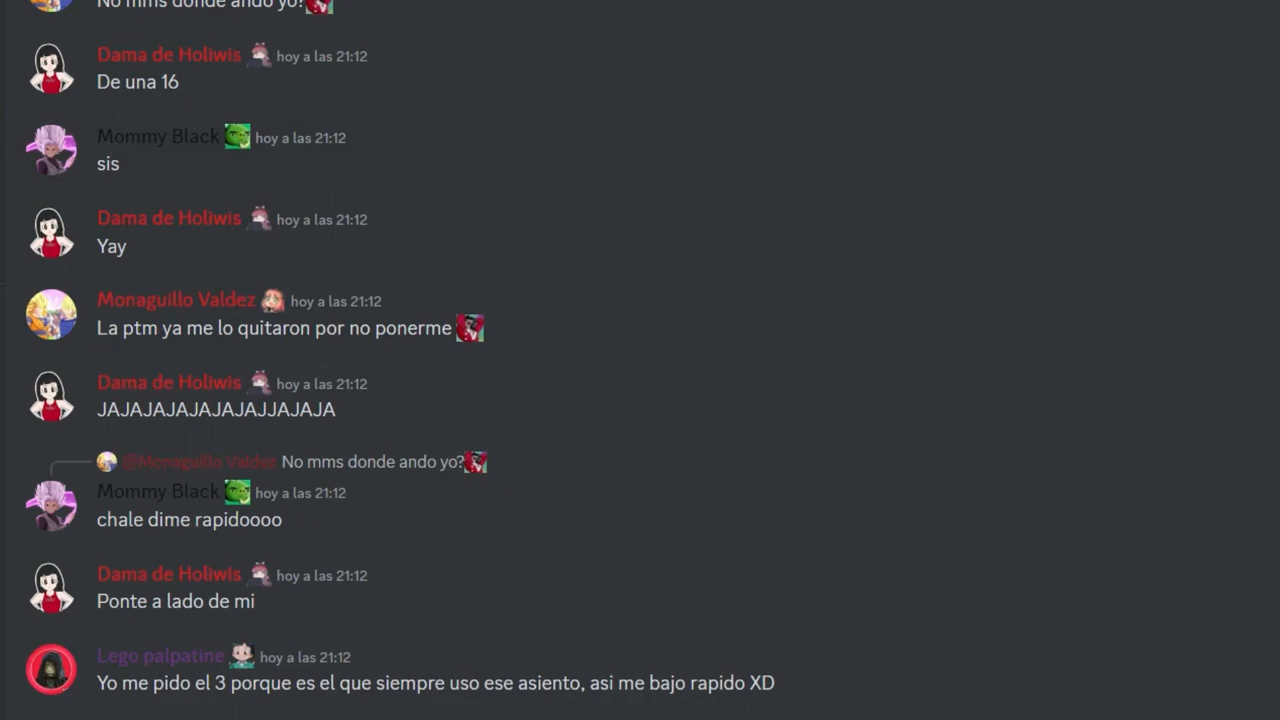 No mms donde ando yo?
Dama de Holiwis hoy a las 21:12
De una 16
Mommy Black hoy a las 21:12
sis
Dama de Holiwis hoy a las 21:12
Yay
Monaguillo Valdez hoy a las 21:12
La ptm ya me lo quitaron por no ponerme
Dama de Holiwis hoy a las 21:12
JAJAJAJAJAJAJAJJAJAJA
@Monaguillo Valdez No mms donde ando yo?
Mommy Black hoy a las 21:12
chale dime rapidoooo
Dama de Holiwis hoy a las 21:12
Ponte a lado de mi
Lego palpatine hoy a las 21:12
Yo me pido el 3 porque es el que siempre uso ese asiento, asi me bajo rapido XD